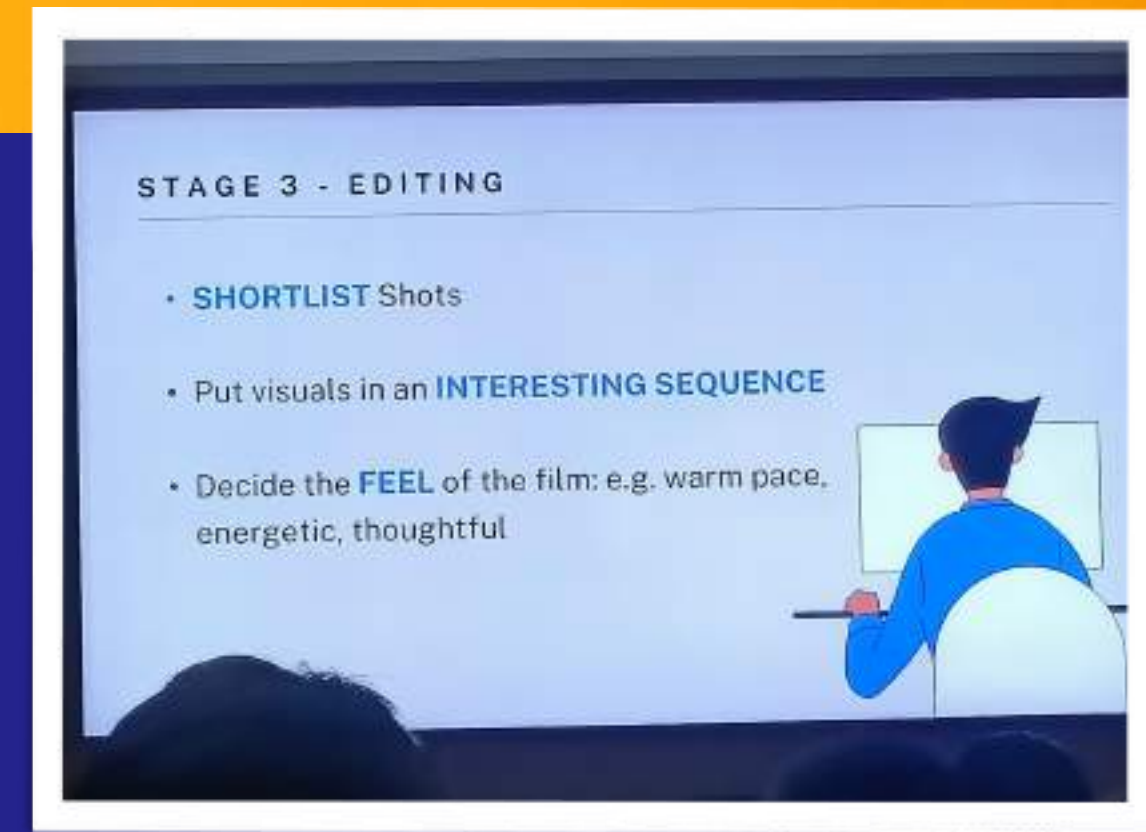 STAGE 3 - EDITING
• SHORTLIST Shots
• Put visuals in an INTERESTING SEQUENCE
• Decide the FEEL of the film: e.g. warm pace,
energetic, thoughtful